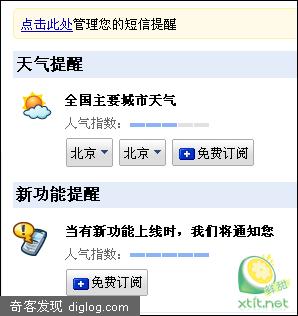 点击此处管理您的短信提醒
天气提醒
全国主要城市天气
人气指数:
北京 北京 免费订阅
新功能提醒
当有新功能上线时，我们将通知您
人气指数:
免费订阅
鲜甜
xtit.net
奇客发现 diglog.com